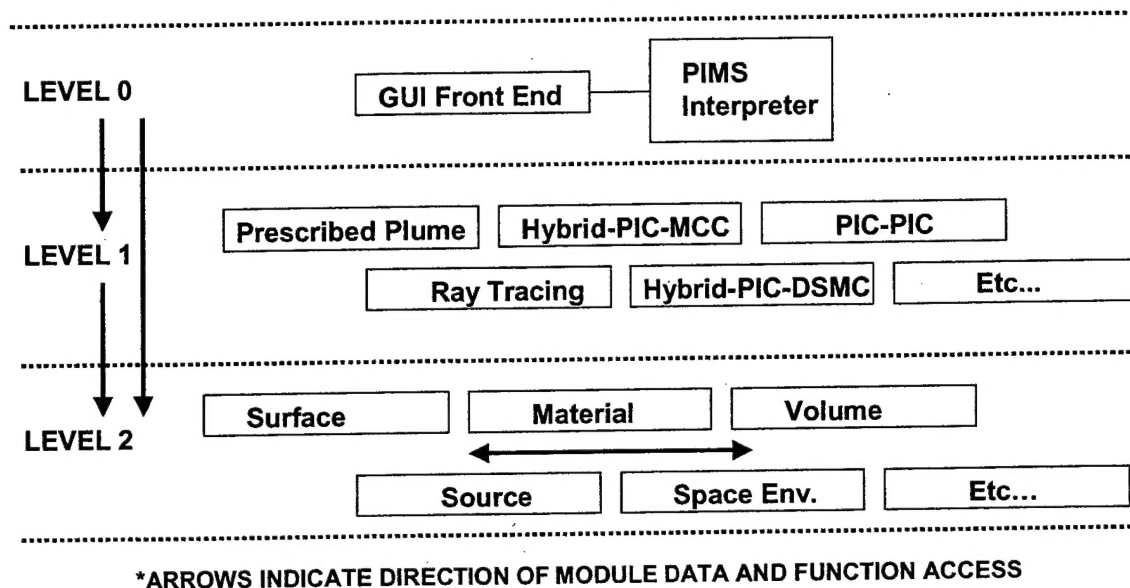 LEVEL 0
GUI Front End
PIMS
Interpreter
LEVEL 1
Prescribed Plume
Hybrid-PIC-MCC
PIC-PIC
Ray Tracing
Hybrid-PIC-DSMC
Etc...
LEVEL 2
Surface
Material
Volume
Source
Space Env.
Etc...
*ARROWS INDICATE DIRECTION OF MODULE DATA AND FUNCTION ACCESS